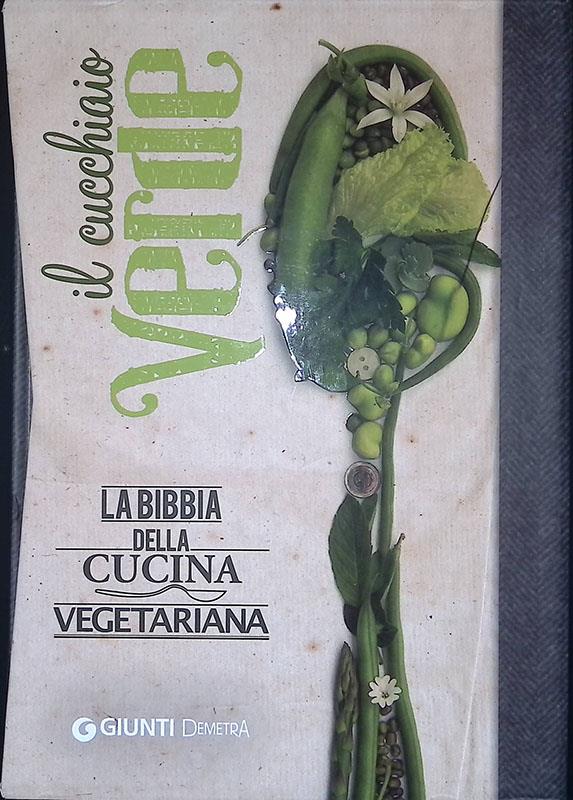 il cucchiaio
Verde
LA BIBBIA
DELLA
CUCINA
VEGETARIANA
GIUNTI DEMETRA